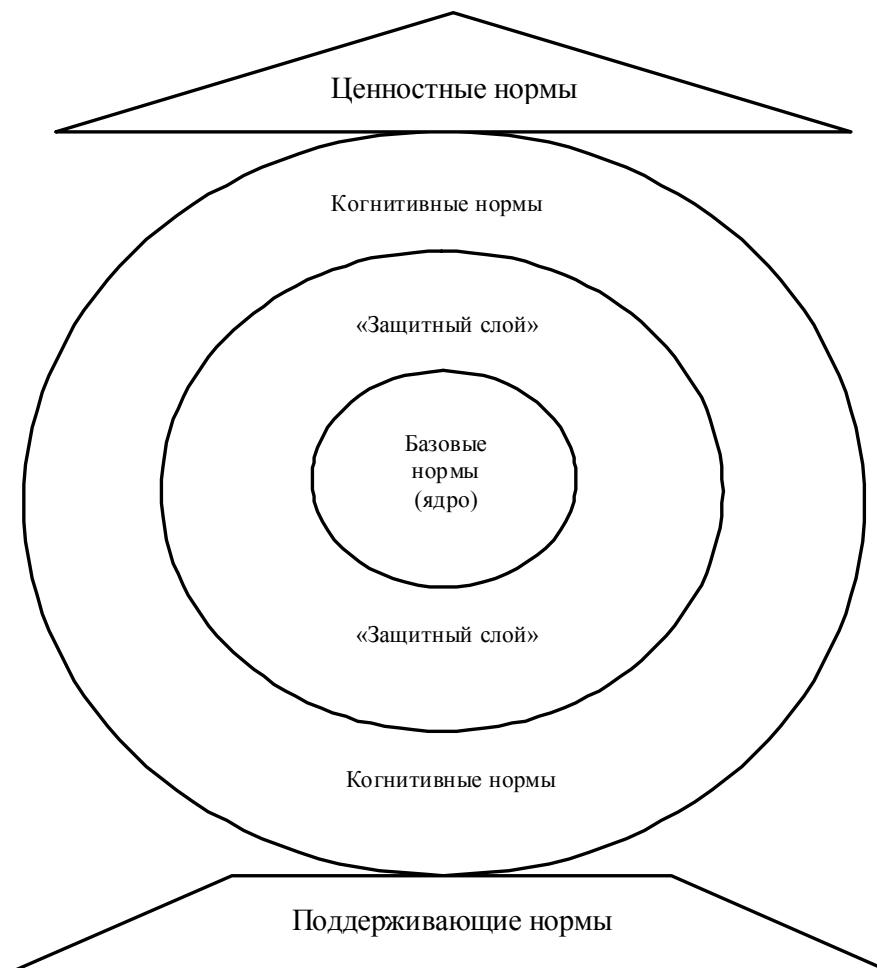 Ценностные нормы
Когнитивные нормы
«Защитный слой»
Базовые
нормы
(ядро)
«Защитный слой»
Когнитивные нормы
Поддерживающие нормы